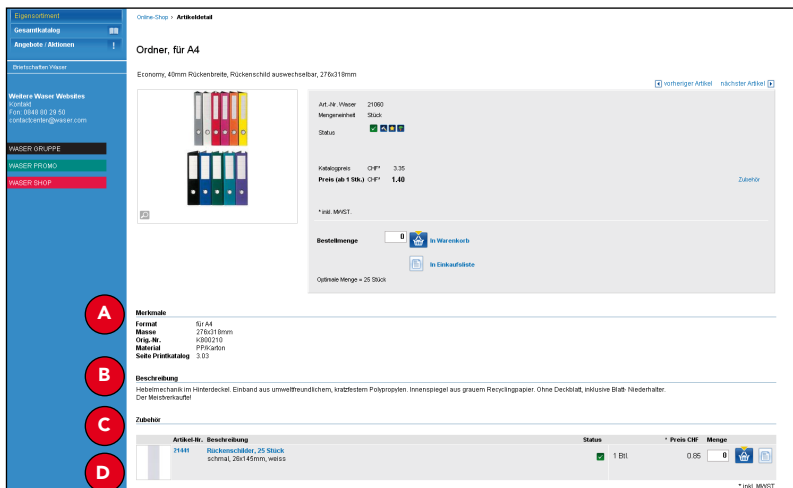 Eigensortiment
Gesamtkatalog
Angebote / Aktionen
!
Briefschaften Waser
Weitere Waser Websites
Kontakt
Fon: 0848 60 29 50
contactcenter@waser.com
WASER GRUPPE
WASER PROMO
WASER SHOP
Online-Shop > Artikeldetail
Ordner, für A4
Economy, 40mm Rückenbreite, Rückenschild auswechselbar, 276x318mm
vorheriger Artikel nächster Artikel
Art.-Nr. Waser 21060
Mengeneinheit Stück
Status
Katalogpreis CHF* 3.35
Preis (ab 1 Stk.) CHF* 1.40
Zubehör
* inkl. MWST.
Bestellmenge 0 In Warenkorb
In Einkaufsliste
Optimale Menge = 25 Stück
A
Merkmale
Format für A4
Masse 276x318mm
Orig.-Nr. K800210
Material PP/Karton
Seite Printkatalog 3.03
B
Beschreibung
Hebelmechanik im Hinterdeckel. Einband aus umweltfreundlichem, kratzfestem Polypropylen. Innenspiegel aus grauem Recyclingpapier. Ohne Deckblatt, inklusive Blatt- Niederhalter.
Der Meistverkaufte!
C
Zubehör
Artikel-Nr. Beschreibung Status * Preis CHF Menge
Rückenschilder, 25 Stück 1 Btl. 0.85 0
schmal, 26x145mm, weiss
D
* inkl. MWST